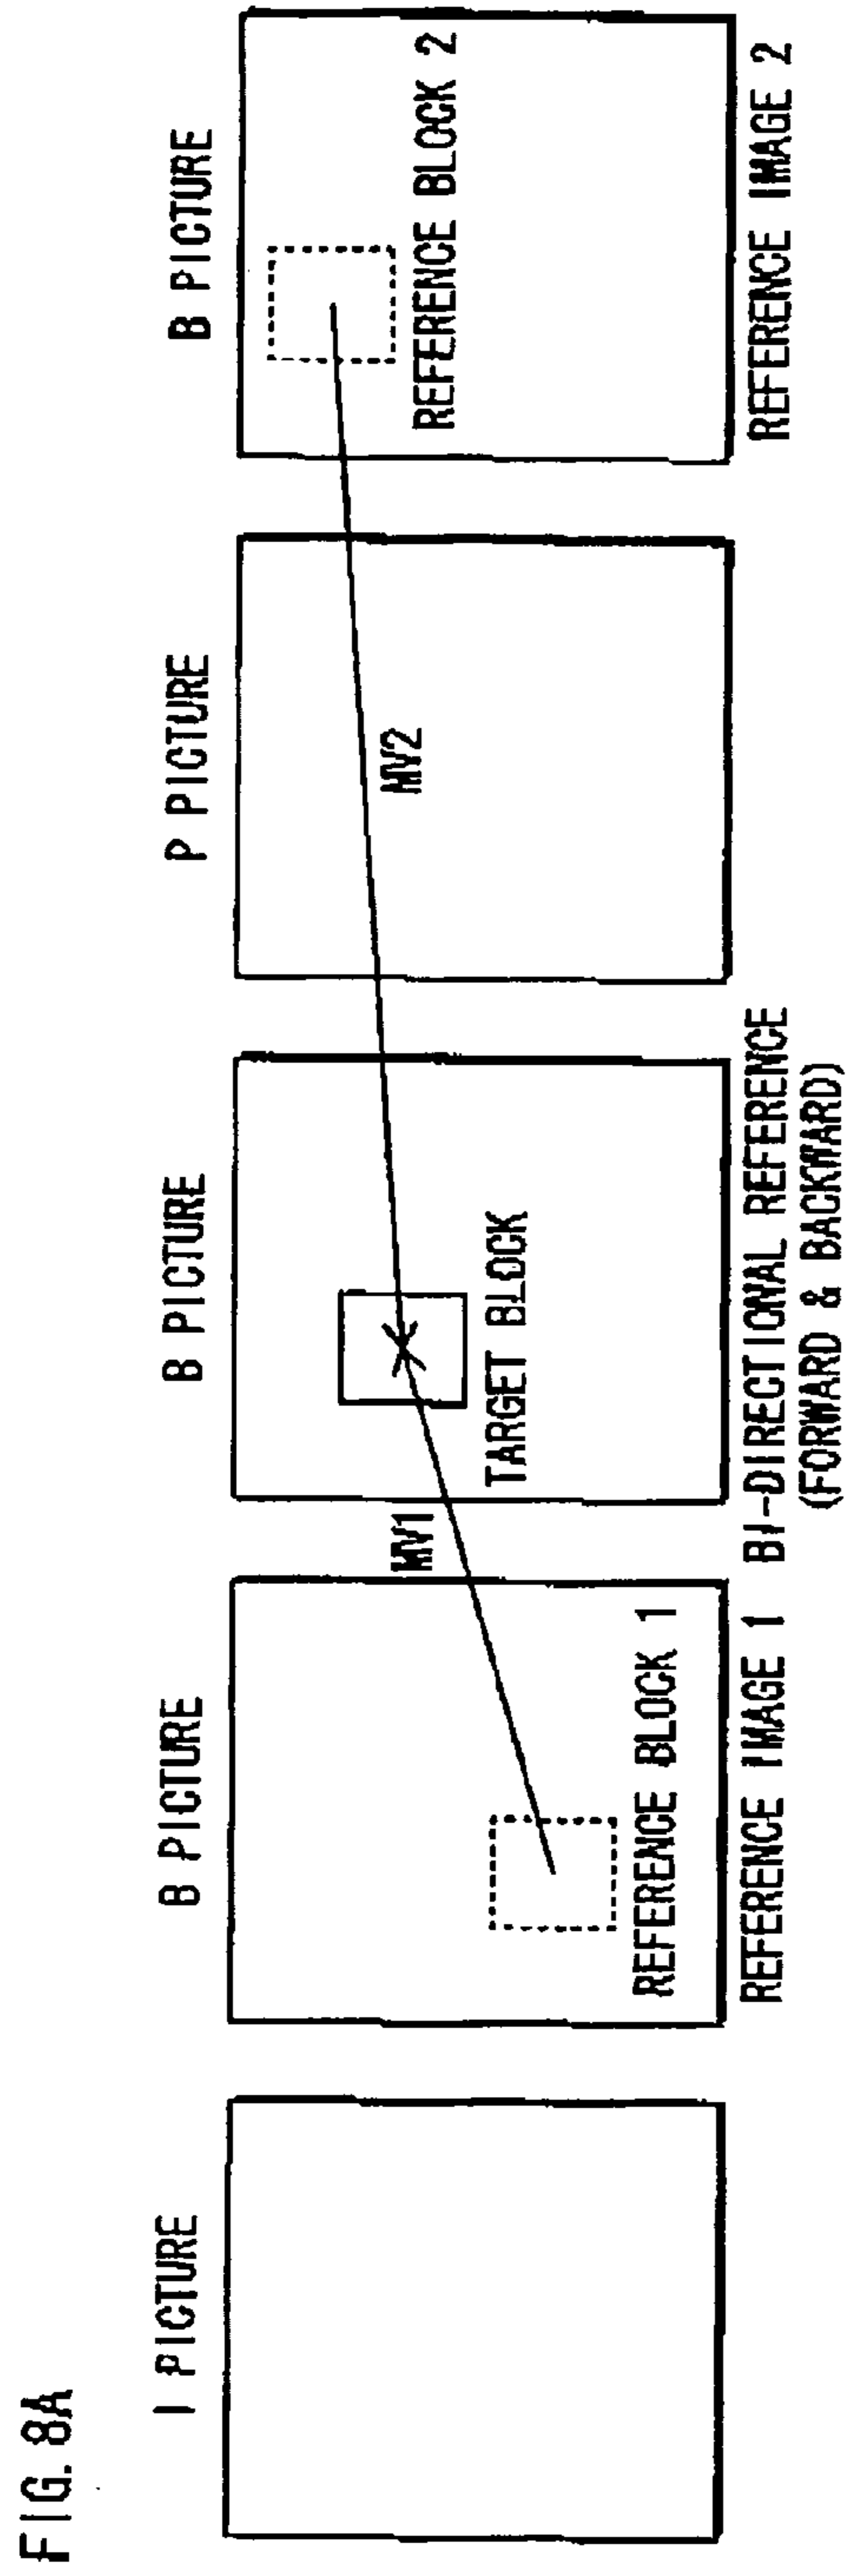 FIG. 8A
I PICTURE
B PICTURE
B PICTURE
P PICTURE
B PICTURE
MV1
MV2
TARGET BLOCK
REFERENCE BLOCK 1
REFERENCE BLOCK 2
REFERENCE IMAGE 1
BI-DIRECTIONAL REFERENCE
(FORWARD & BACKWARD)
REFERENCE IMAGE 2